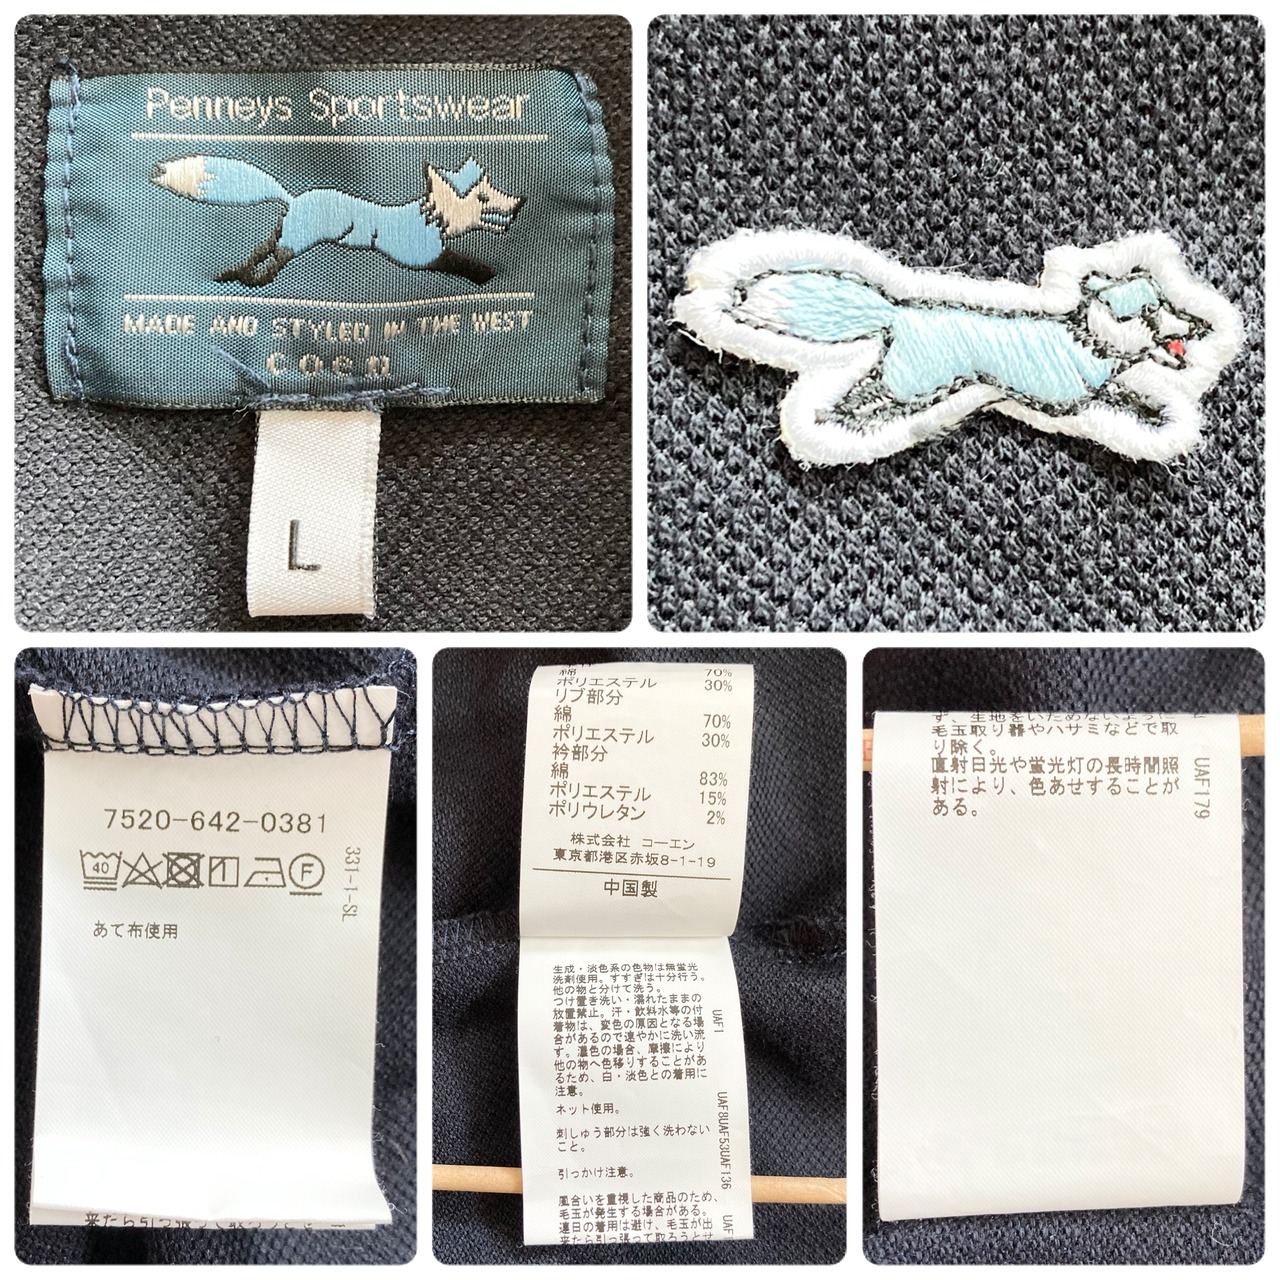 Penneys Sportswear
MADE AND STYLED IN THE WEST
coen
L
7520-642-0381
40
F
331-1-SL
あて布使用
綿 70%
ポリエステル 30%
リブ部分
綿 70%
ポリエステル 30%
衿部分
綿 83%
ポリエステル 15%
ポリウレタン 2%
株式会社 コーエン
東京都港区赤坂8-1-19
中国製
生成・淡色系の色物は無蛍光
洗剤使用。すすぎは十分行う。
他の物と分けて洗う。
つけ置き洗い・濡れたままの
放置禁止。汗・飲料水等の付
着物は、変色の原因となる場
合があるので速やかに洗い流
す。濃色の場合、摩擦により
他の物へ色移りすることがあ
るため、白・淡色との着用に
注意。
ネット使用。
刺しゅう部分は強く洗わない
こと。
引っかけ注意。
風合いを重視した商品のため、
毛玉が発生する場合がある。
連日の着用は避け、毛玉が出
来たら引っ張って取ろうとせ
UAF1
UAF8UAF53UAF136
ず、生地をいためないように
毛玉取り器やハサミなどで取
り除く。
直射日光や蛍光灯の長時間照
射により、色あせすることが
ある。
UAF179